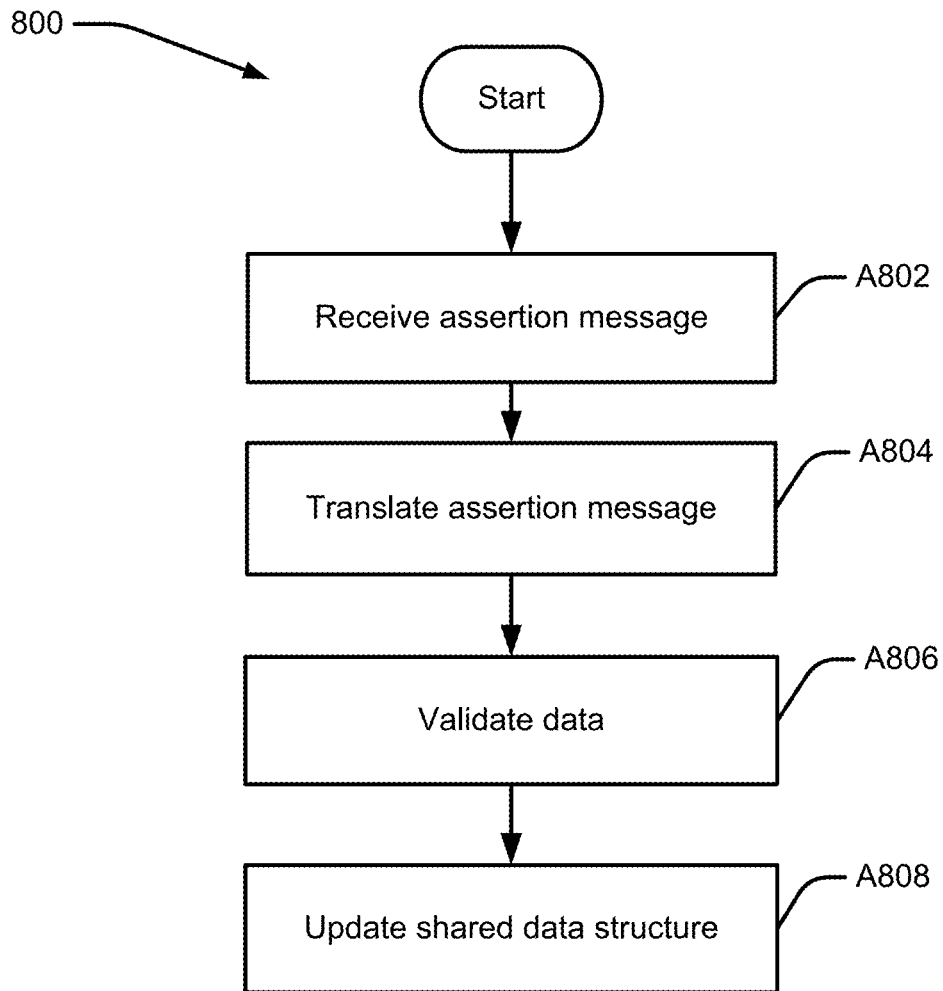 800
Start
A802
Receive assertion message
A804
Translate assertion message
A806
Validate data
A808
Update shared data structure